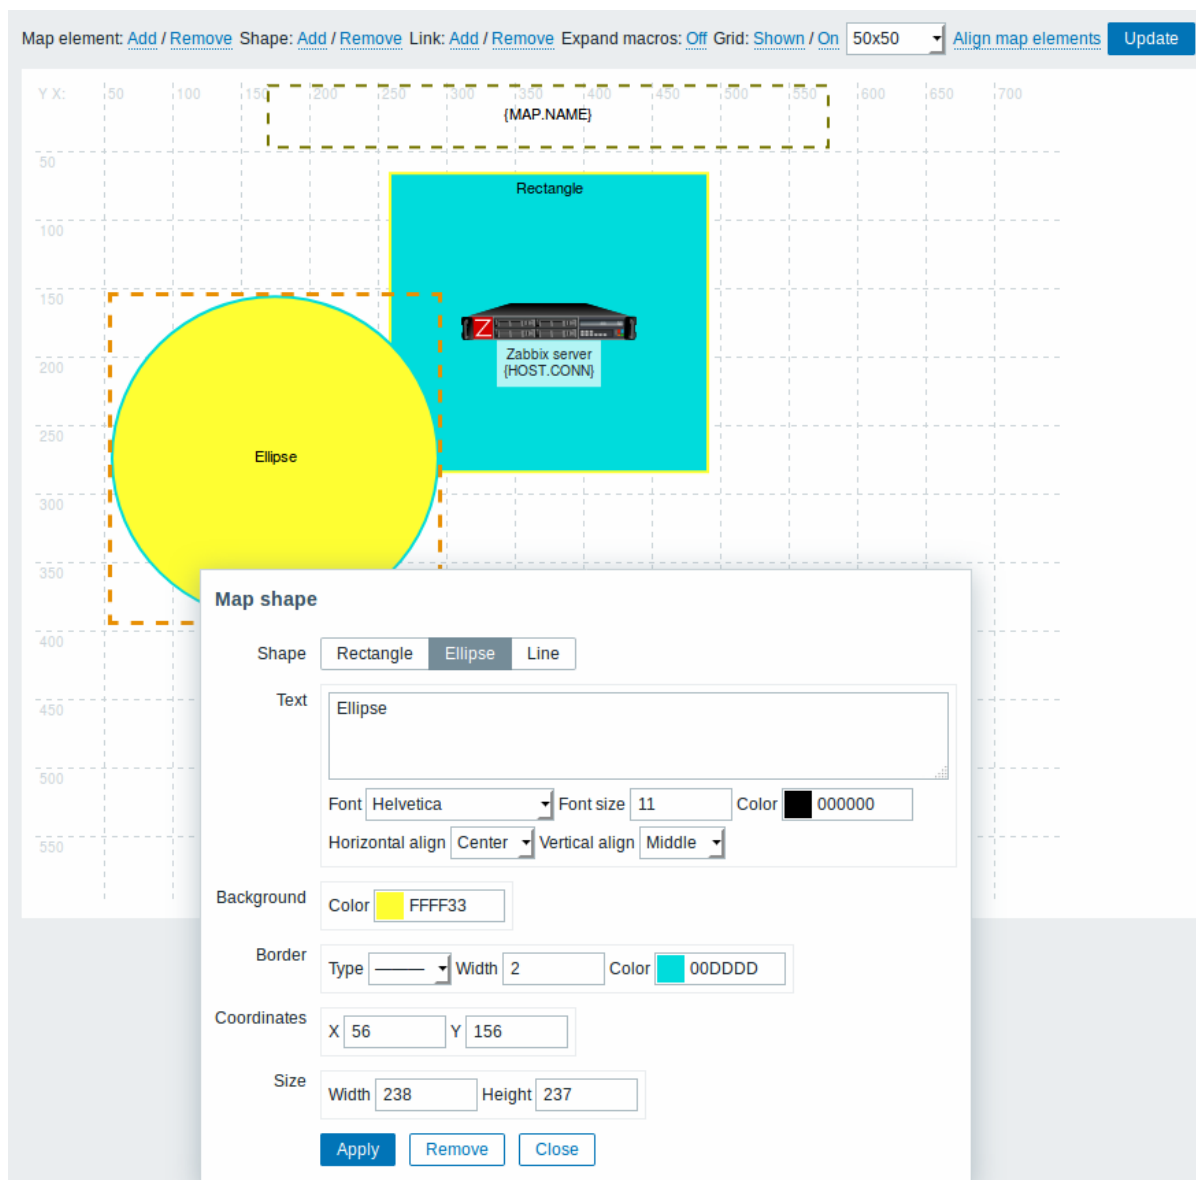 Map element: Add / Remove Shape: Add / Remove Link: Add / Remove Expand macros: Off Grid: Shown / On 50x50 Align map elements Update
Y X: 50 100 150 200 250 300 350 400 450 500 550 600 650 700
{MAP.NAME}
50
Rectangle
100
150
Z
Zabbix server
200
{HOST.CONN}
250
Ellipse
300
350
Map shape
400
Shape Rectangle Ellipse Line
Text Ellipse
450
500
Font Helvetica Font size 11 Color 000000
Horizontal align Center Vertical align Middle
550
Background Color FFFF33
Border Type Width 2 Color 00DDDD
Coordinates X 56 Y 156
Size Width 238 Height 237
Apply Remove Close